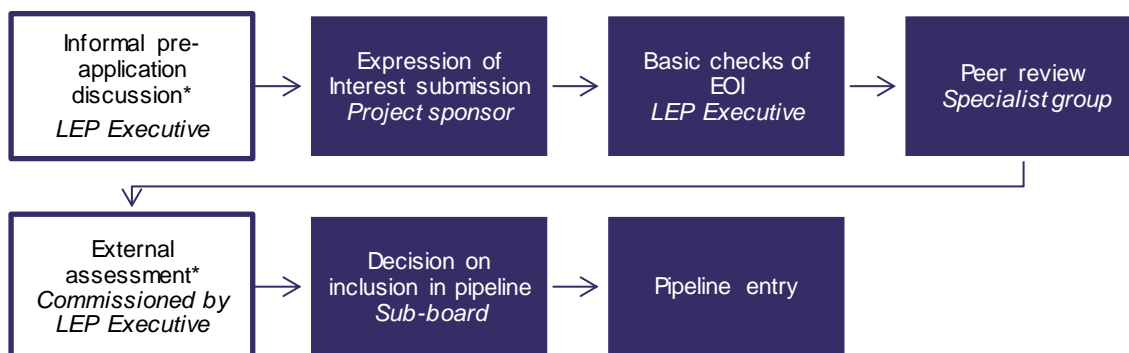 Informal pre-
application
discussion*
LEP Executive
Expression of
Interest submission
Project sponsor
Basic checks of
EOI
LEP Executive
Peer review
Specialist group
External
assessment*
Commissioned by
LEP Executive
Decision on
inclusion in pipeline
Sub-board
Pipeline entry